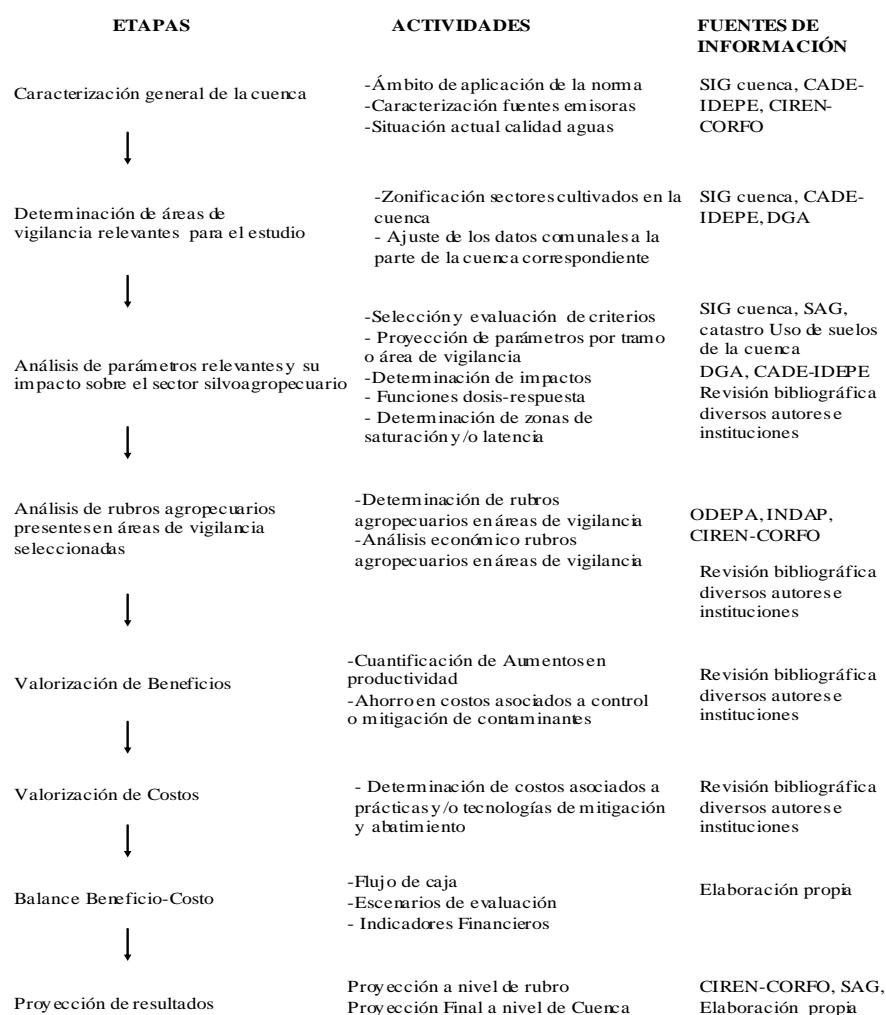 ETAPAS
ACTIVIDADES
FUENTES DE
INFORMACIÓN
Caracterización general de la cuenca
-Ámbito de aplicación de la norma
-Caracterización fuentes emisoras
-Situación actual calidad aguas
SIG cuenca, CADE-
IDEPE, CIREN-
CORFO
Determinación de áreas de
vigilancia relevantes para el estudio
-Zonificación sectores cultivados en la
cuenca
- Ajuste de los datos comunales a la
parte de la cuenca correspondiente
SIG cuenca, CADE-
IDEPE, DGA
Análisis de parámetros relevantes y su
impacto sobre el sector silvoagropecuario
-Selección y evaluación de criterios
- Proyección de parámetros por tramo
o área de vigilancia
-Determinación de impactos
- Funciones dosis-respuesta
- Determinación de zonas de
saturación y/o latencia
SIG cuenca, SAG,
catastro Uso de suelos
de la cuenca
DGA, CADE-IDEPE
Revisión bibliográfica
diversos autores e
instituciones
Análisis de rubros agropecuarios
presentes en áreas de vigilancia
seleccionadas
-Determinación de rubros
agropecuarios en áreas de vigilancia
-Análisis económico rubros
agropecuarios en áreas de vigilancia
ODEPA, INDAP,
CIREN-CORFO
Revisión bibliográfica
diversos autores e
instituciones
Valorización de Beneficios
-Cuantificación de Aumentos en
productividad
-Ahorro en costos asociados a control
o mitigación de contaminantes
Revisión bibliográfica
diversos autores e
instituciones
Valorización de Costos
- Determinación de costos asociados a
prácticas y/o tecnologías de mitigación
y abatimiento
Revisión bibliográfica
diversos autores e
instituciones
Balance Beneficio-Costo
-Flujo de caja
-Escenarios de evaluación
- Indicadores Financieros
Elaboración propia
Proyección de resultados
Proyección a nivel de rubro
Proyección Final a nivel de Cuenca
CIREN-CORFO, SAG,
Elaboración propia